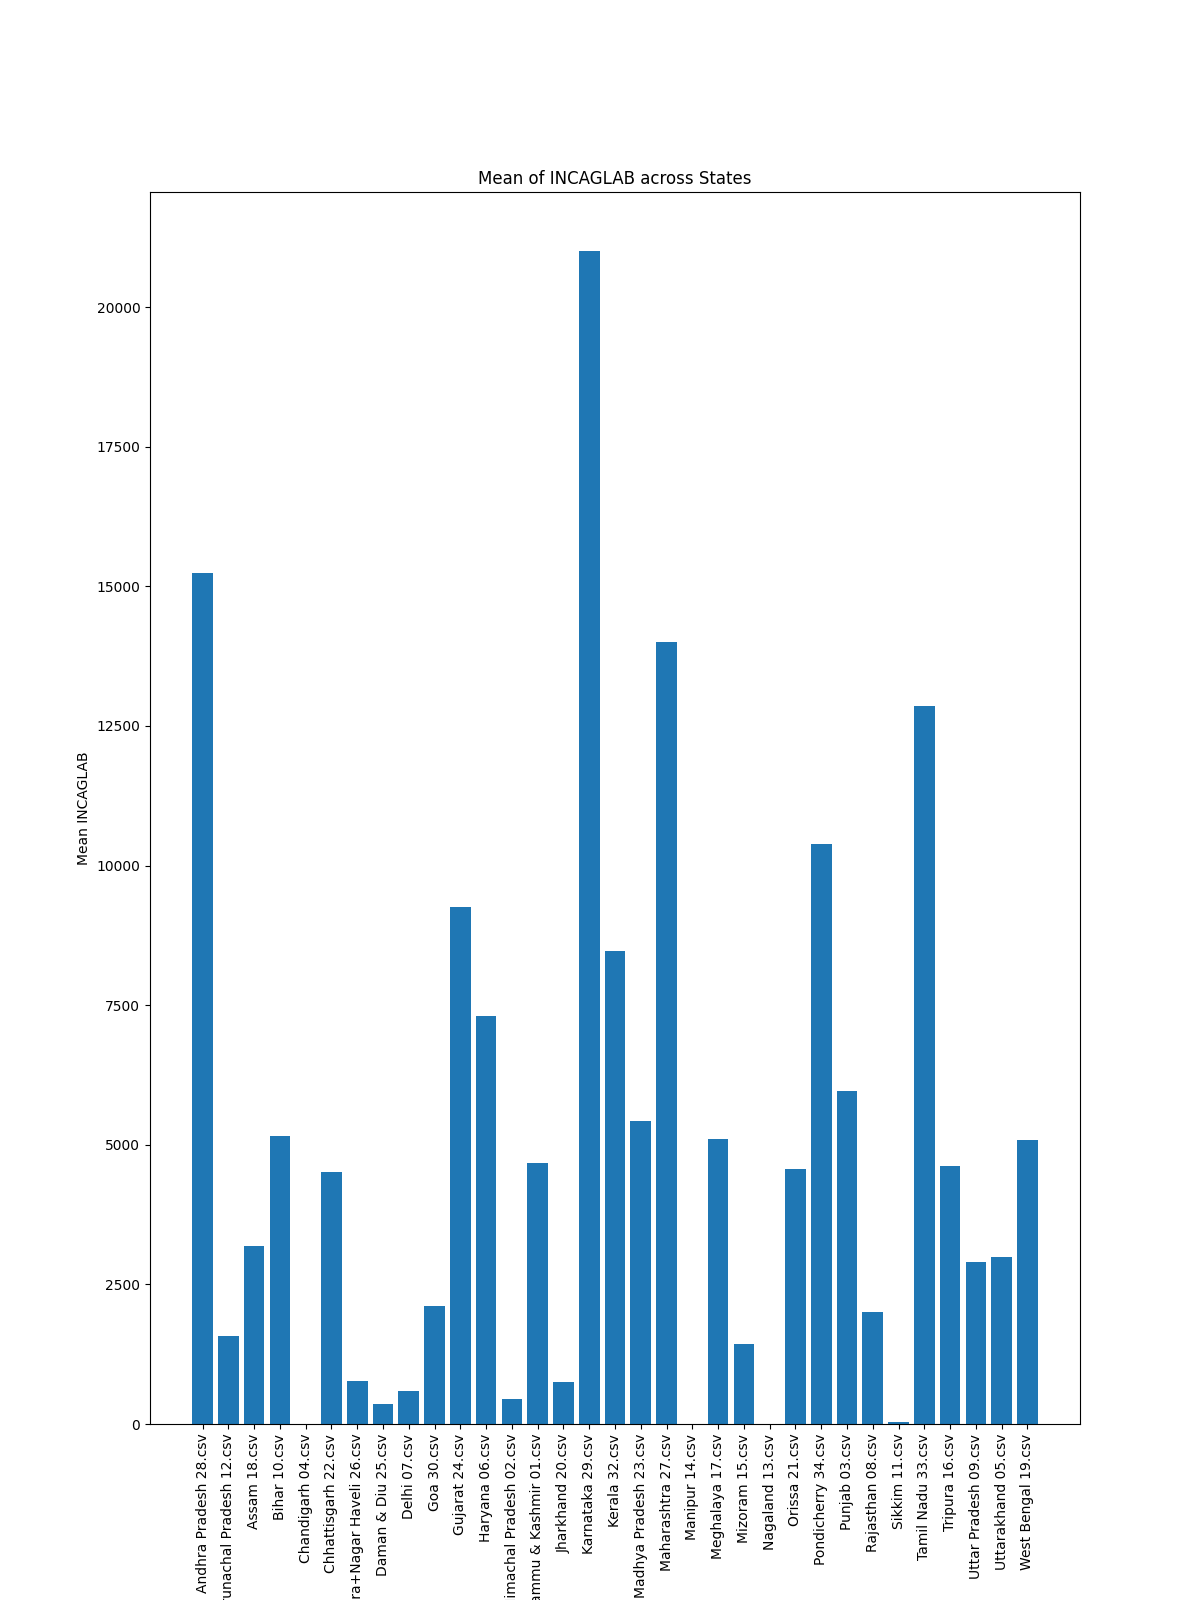 Mean of INCAGLAB across States
Mean INCAGLAB
20000
17500
15000
12500
10000
7500
5000
2500
0
Andhra Pradesh 28.csv
unachal Pradesh 12.csv
Assam 18.csv
Bihar 10.csv
Chandigarh 04.csv
Chhattisgarh 22.csv
ra+Nagar Haveli 26.csv
Daman & Diu 25.csv
Delhi 07.csv
Goa 30.csv
Gujarat 24.csv
Haryana 06.csv
imachal Pradesh 02.csv
ammu & Kashmir 01.csv
Jharkhand 20.csv
Karnataka 29.csv
Kerala 32.csv
Madhya Pradesh 23.csv
Maharashtra 27.csv
Manipur 14.csv
Meghalaya 17.csv
Mizoram 15.csv
Nagaland 13.csv
Orissa 21.csv
Pondicherry 34.csv
Punjab 03.csv
Rajasthan 08.csv
Sikkim 11.csv
Tamil Nadu 33.csv
Tripura 16.csv
Uttar Pradesh 09.csv
Uttarakhand 05.csv
West Bengal 19.csv